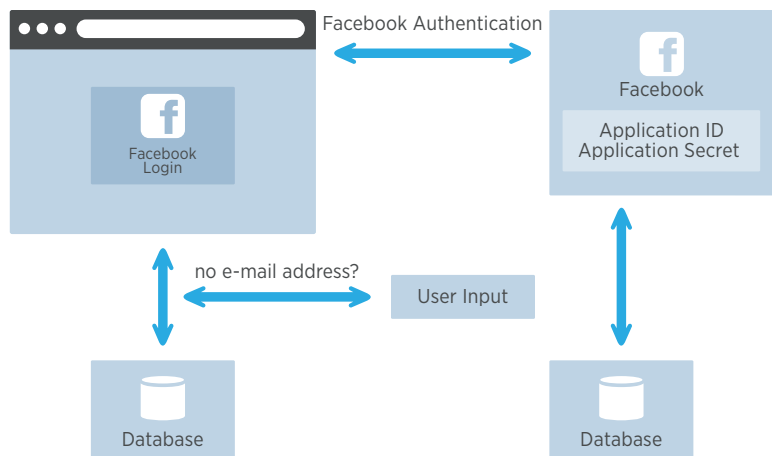 Facebook Authentication
Facebook
Login
Facebook
Application ID
Application Secret
no e-mail address?
User Input
Database
Database